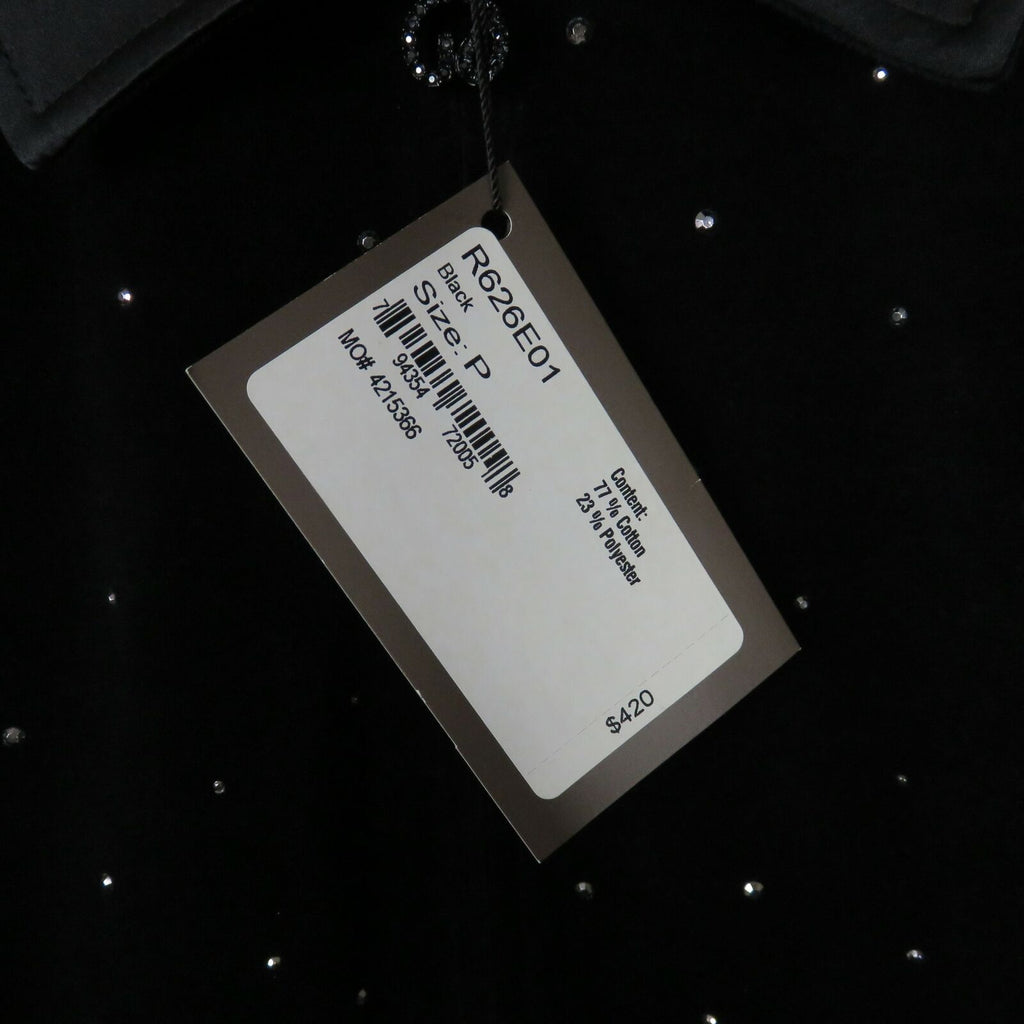 R626E01
Black
Size: P
7 94354 72005 8
MO# 4215366
Content:
77 % Cotton
23 % Polyester
$420